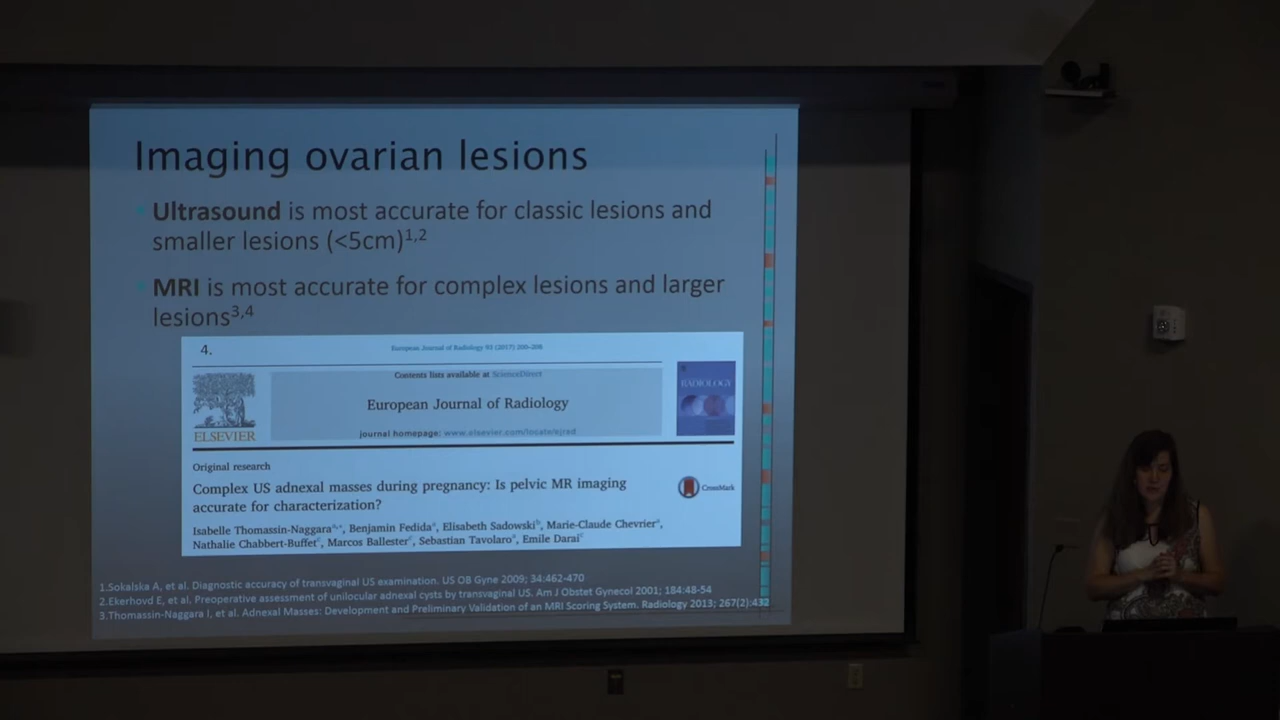 Imaging ovarian lesions
Ultrasound is most accurate for classic lesions and
smaller lesions (<5cm)1,2
MRI is most accurate for complex lesions and larger
lesions3,4
4.
European Journal of Radiology 93 (2017) 200–208
Contents lists available at ScienceDirect
European Journal of Radiology
journal homepage: www.elsevier.com/locate/ejrad
ELSEVIER
RADIOLOGY
Original research
Complex US adnexal masses during pregnancy: Is pelvic MR imaging
accurate for characterization?
CrossMark
Isabelle Thomassin-Naggara, Benjamin Fedida, Elisabeth Sadowski, Marie-Claude Chevrier,
Nathalie Chabbert-Buffet, Marcos Ballester, Sebastian Tavolaro, Emile Darai
1.Sokalska A, et al. Diagnostic accuracy of transvaginal US examination. US OB Gyne 2009; 34:462-470
2.Ekerhovd E, et al, Preoperative assessment of unilocular adnexal cysts by transvaginal US. Am J Obstet Gynecol 2001; 184:48-54
3.Thomassin-Naggara I, et al. Adnexal Masses: Development and Preliminary Validation of an MRI Scoring System. Radiology 2013; 267(2):432